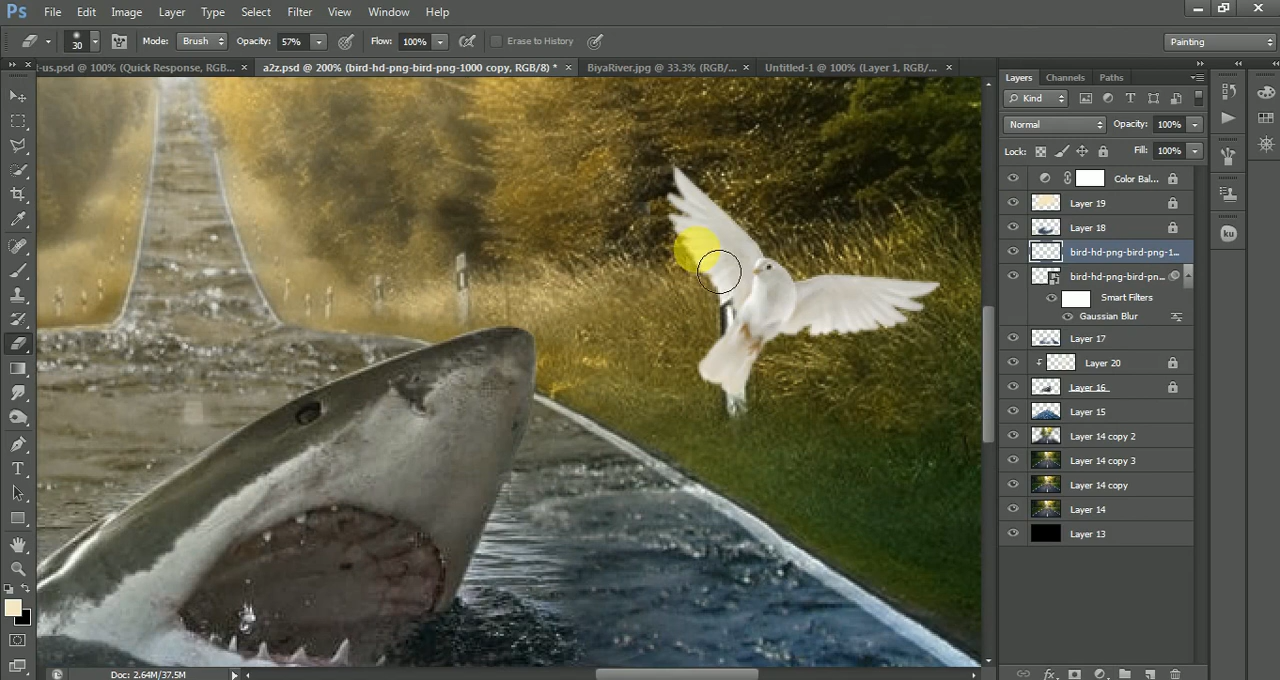 Ps File Edit Image Layer Type Select Filter View Window Help
30 Mode: Brush Opacity: 57% Flow: 100% Erase to History Painting
t-us.psd @ 100% (Quick Response, RGB... × a2z.psd @ 200% (bird-hd-png-bird-png-1000 copy, RGB/8) * × BiyaRiver.jpg @ 33.3% (RGB/... × Untitled-1 @ 100% (Layer 1, RGB/... ×
Layers Channels Paths
Kind
Normal Opacity: 100%
Lock: Fill: 100%
Color Bal...
Layer 19
Layer 18
bird-hd-png-bird-png-1...
bird-hd-png-bird-pn...
Smart Filters
Gaussian Blur
Layer 17
Layer 20
Layer 16
Layer 15
Layer 14 copy 2
Layer 14 copy 3
Layer 14 copy
Layer 14
Layer 13
ku
T
fx
Doc: 2.64M/37.5M